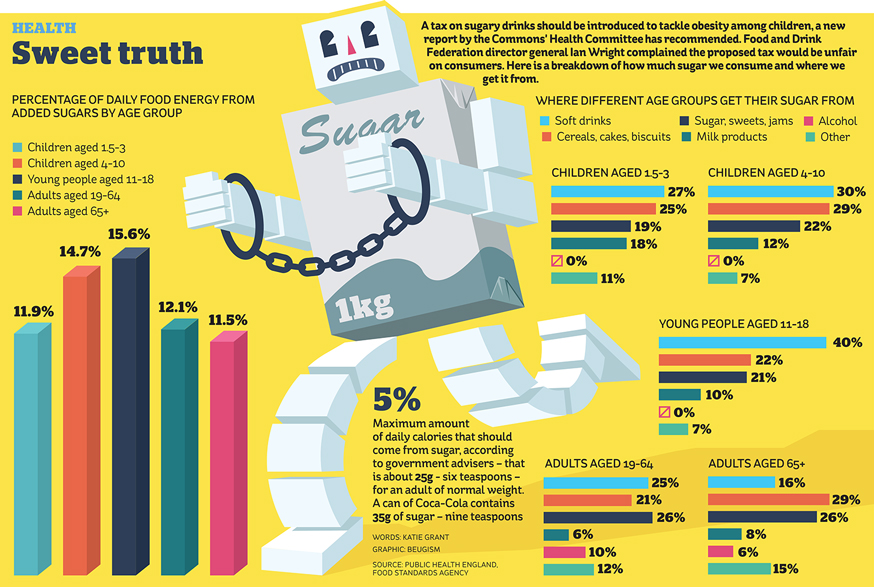 HEALTH
Sweet truth
A tax on sugary drinks should be introduced to tackle obesity among children, a new
report by the Commons' Health Committee has recommended. Food and Drink
Federation director general Ian Wright complained the proposed tax would be unfair
on consumers. Here is a breakdown of how much sugar we consume and where we
get it from.
PERCENTAGE OF DAILY FOOD ENERGY FROM
ADDED SUGARS BY AGE GROUP
Children aged 1.5-3
Children aged 4-10
Young people aged 11-18
Adults aged 19-64
Adults aged 65+
11.9%
14.7%
15.6%
12.1%
11.5%
Sugar
1kg
5%
Maximum amount
of daily calories that should
come from sugar, according
to government advisers – that
is about 25g - six teaspoons –
for an adult of normal weight.
A can of Coca-Cola contains
35g of sugar – nine teaspoons
WORDS: KATIE GRANT
GRAPHIC: BEUGISM
SOURCE: PUBLIC HEALTH ENGLAND,
FOOD STANDARDS AGENCY
WHERE DIFFERENT AGE GROUPS GET THEIR SUGAR FROM
Soft drinks
Sugar, sweets, jams
Alcohol
Cereals, cakes, biscuits
Milk products
Other
CHILDREN AGED 1.5-3
27%
25%
19%
18%
0%
11%
CHILDREN AGED 4-10
30%
29%
22%
12%
0%
7%
YOUNG PEOPLE AGED 11-18
40%
22%
21%
10%
0%
7%
ADULTS AGED 19-64
25%
21%
26%
6%
10%
12%
ADULTS AGED 65+
16%
29%
26%
8%
6%
15%